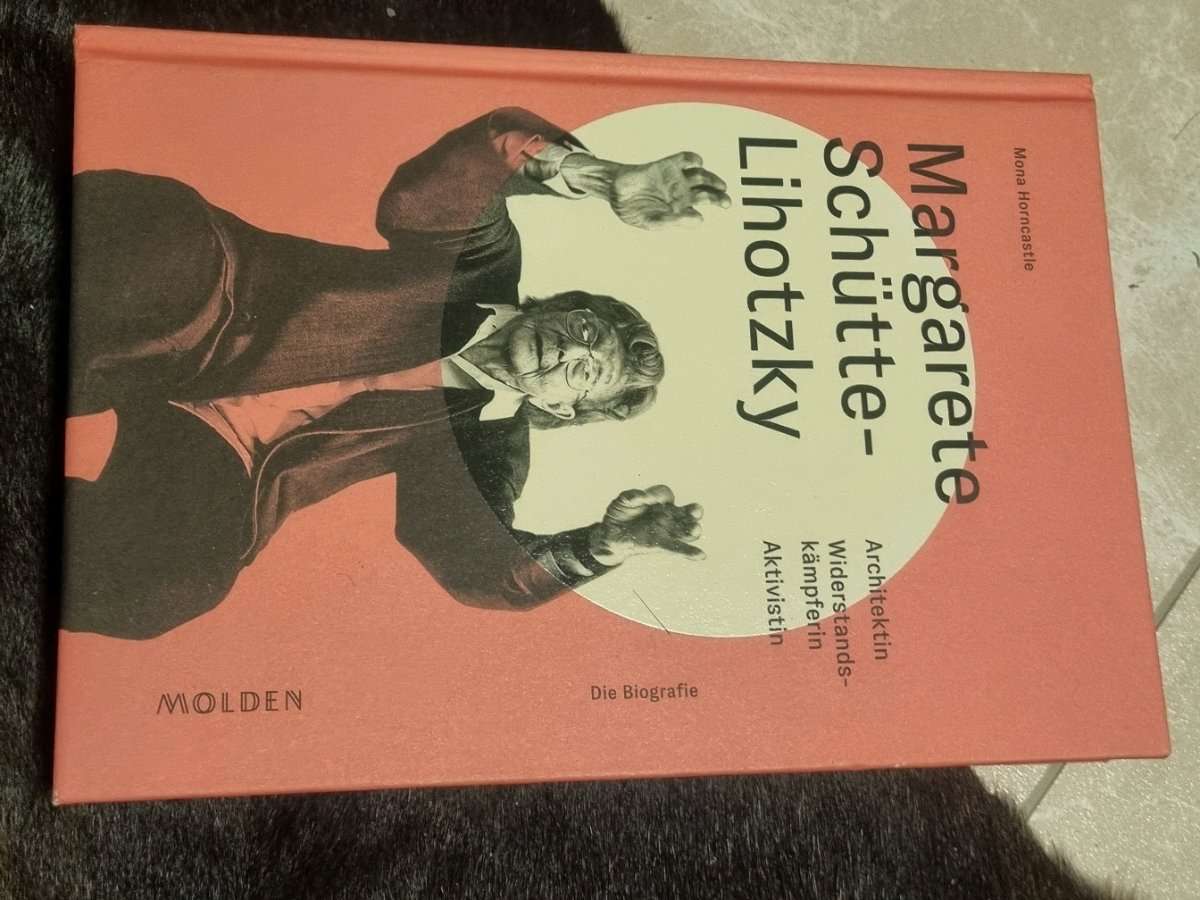 Mona Horncastle
Margarete
Schütte-
Lihotzky
Architektin
Widerstands-
kämpferin
Aktivistin
Die Biografie
MOLDEN